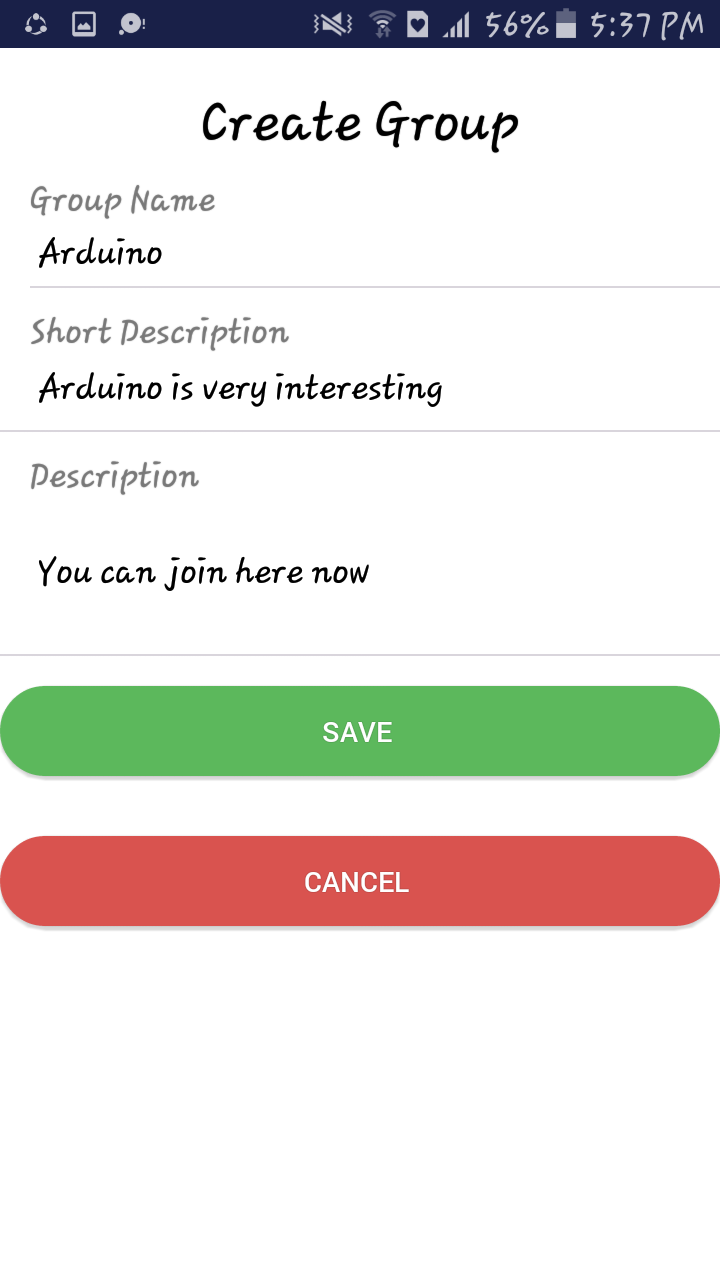 56% 5:37 PM
Create Group
Group Name
Arduino
Short Description
Arduino is very interesting
Description
You can join here now
SAVE
CANCEL